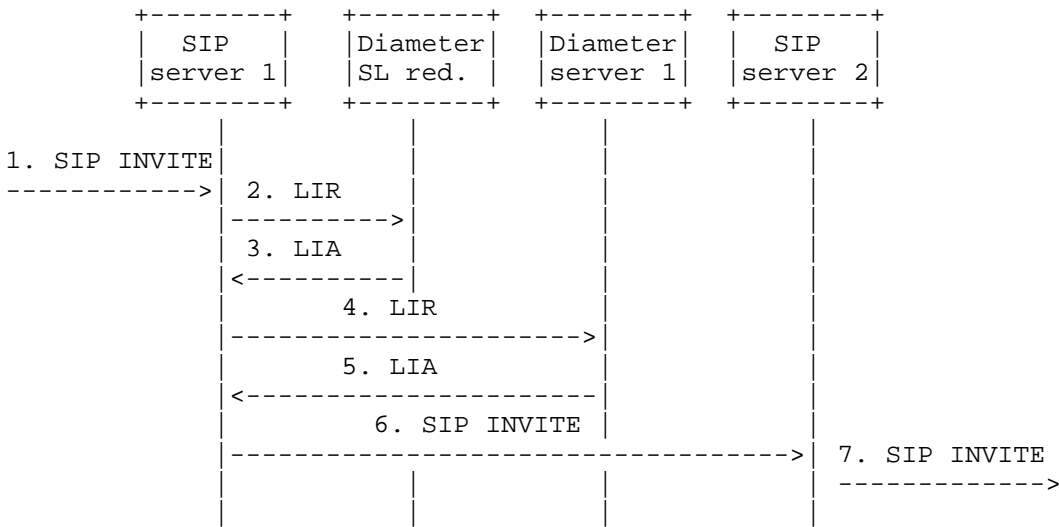 SIP server 1
Diameter SL red.
Diameter server 1
SIP server 2
1. SIP INVITE
2. LIR
3. LIA
4. LIR
5. LIA
6. SIP INVITE
7. SIP INVITE